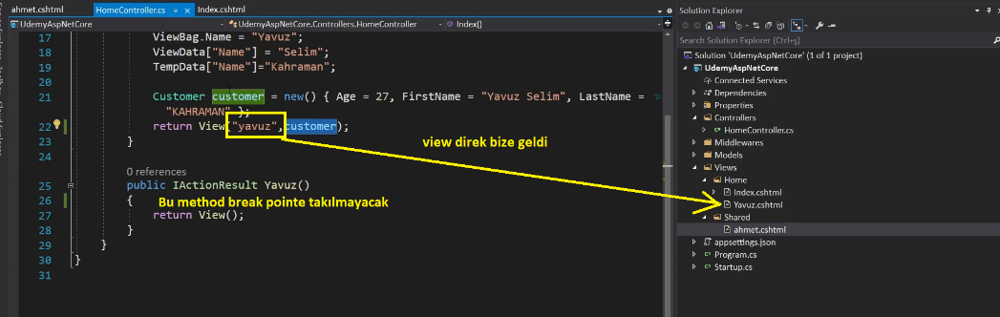 ahmet.cshtml HomeController.cs Index.cshtml
UdemyAspNetCore UdemyAspNetCore.Controllers.HomeController Index()
17 ViewBag.Name = "Yavuz";
18 ViewData["Name"] = "Selim";
19 TempData["Name"]="Kahraman";
20
21 Customer customer = new() { Age = 27, FirstName = "Yavuz Selim", LastName =
"KAHRAMAN" };
22 return View("yavuz",customer);
23 }
view direk bize geldi
24
0 references
25 public IActionResult Yavuz()
26 {
Bu method break pointe takılmayacak
27 return View();
28 }
29 }
30 }
31
Solution Explorer
Search Solution Explorer (Ctrl+ş)
Solution 'UdemyAspNetCore' (1 of 1 project)
UdemyAspNetCore
Connected Services
Dependencies
Properties
Controllers
HomeController.cs
Middlewares
Models
Views
Home
Index.cshtml
Yavuz.cshtml
Shared
ahmet.cshtml
appsettings.json
Program.cs
Startup.cs